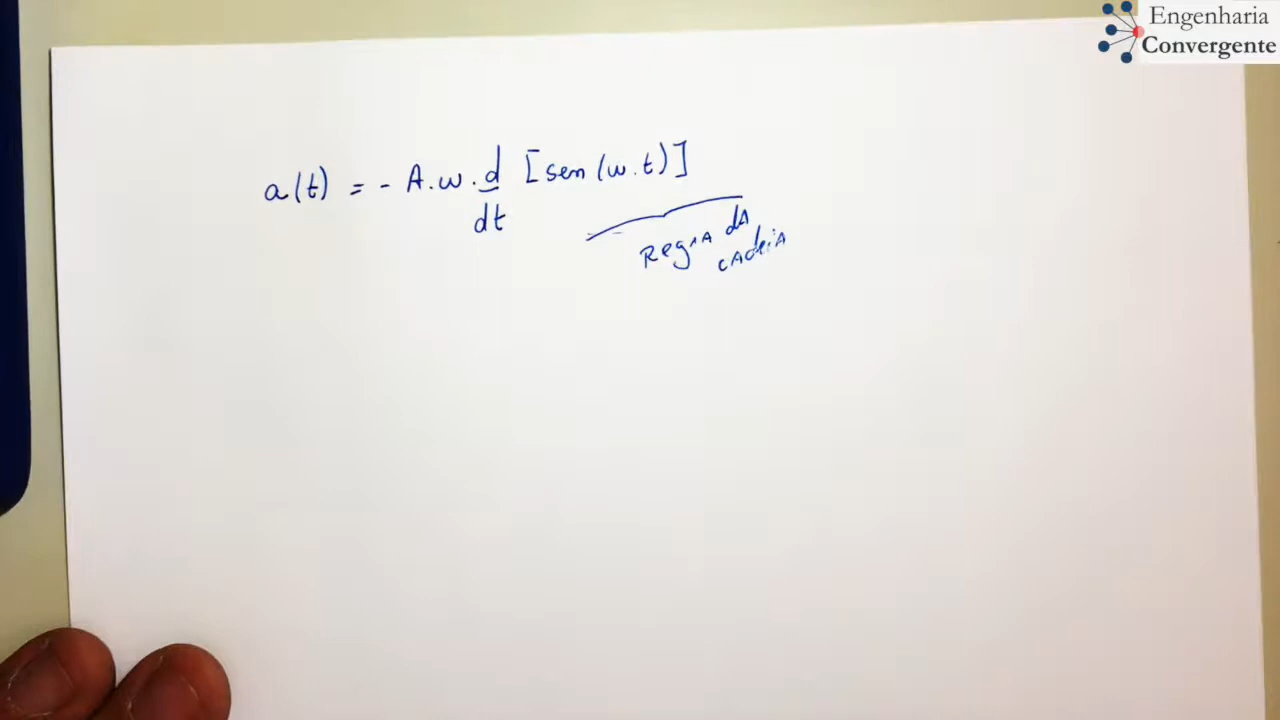 Engenharia
Convergente
a(t) = - A.w.d/dt [sen(w.t)]
Regra da
cadeia